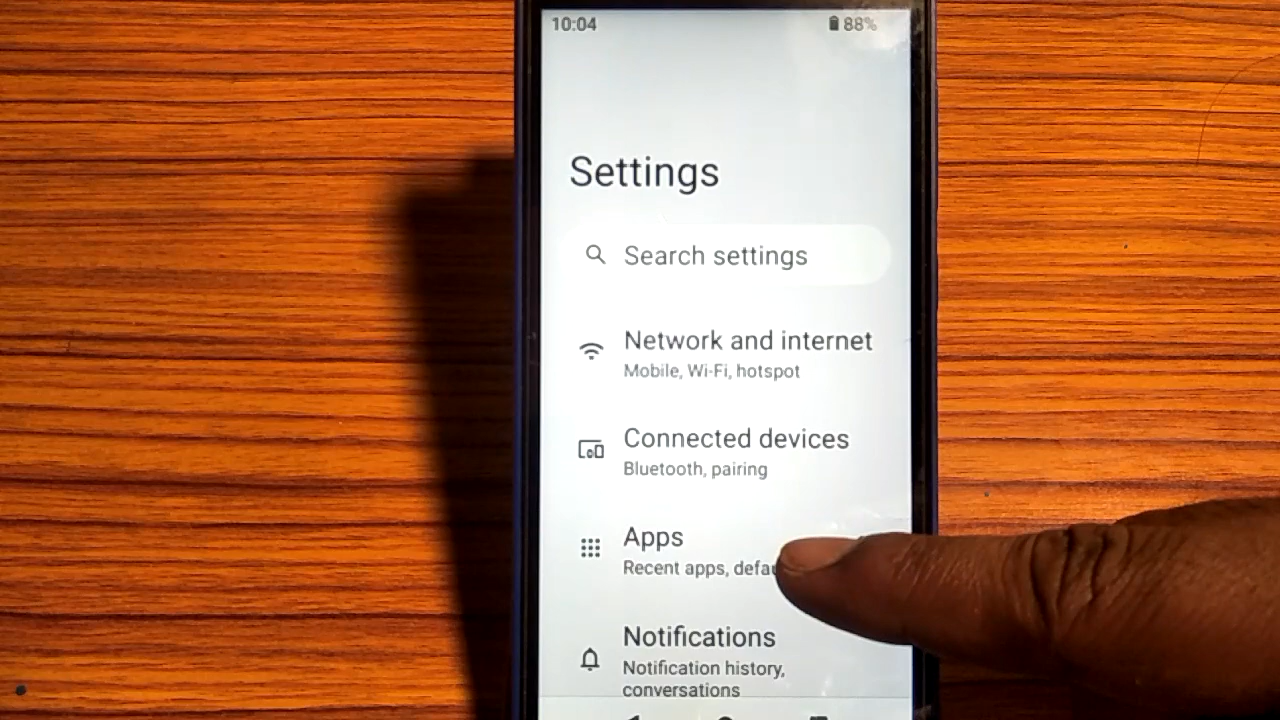 10:04
88%
Settings
Search settings
Network and internet
Mobile, Wi-Fi, hotspot
Connected devices
Bluetooth, pairing
Apps
Recent apps,
Notifications
Notification history,
conversations